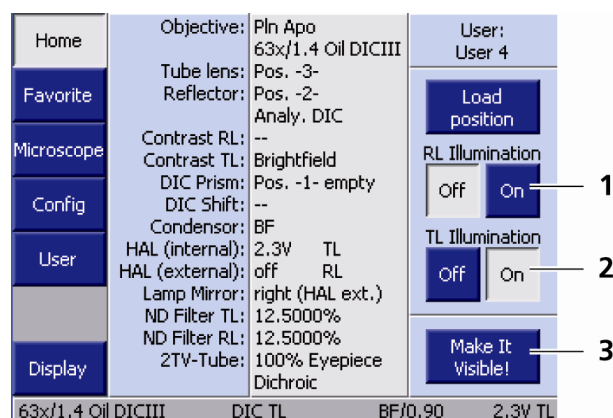 Home
Favorite
Microscope
Config
User
Display
Objective: Pln Apo
63x/1.4 Oil DICIII
Tube lens: Pos. -3-
Reflector: Pos. -2-
Analy. DIC
Contrast RL: --
Contrast TL: Brightfield
DIC Prism: Pos. -1- empty
DIC Shift: --
Condensor: BF
HAL (internal): 2.3V TL
HAL (external): off RL
Lamp Mirror: right (HAL ext.)
ND Filter TL: 12.5000%
ND Filter RL: 12.5000%
2TV-Tube: 100% Eyepiece
Dichroic
User:
User 4
Load
position
RL Illumination
Off On 1
TL Illumination
Off On 2
Make It
Visible! 3
63x/1.4 Oil DICIII DIC TL BF/0.90 2.3V TL